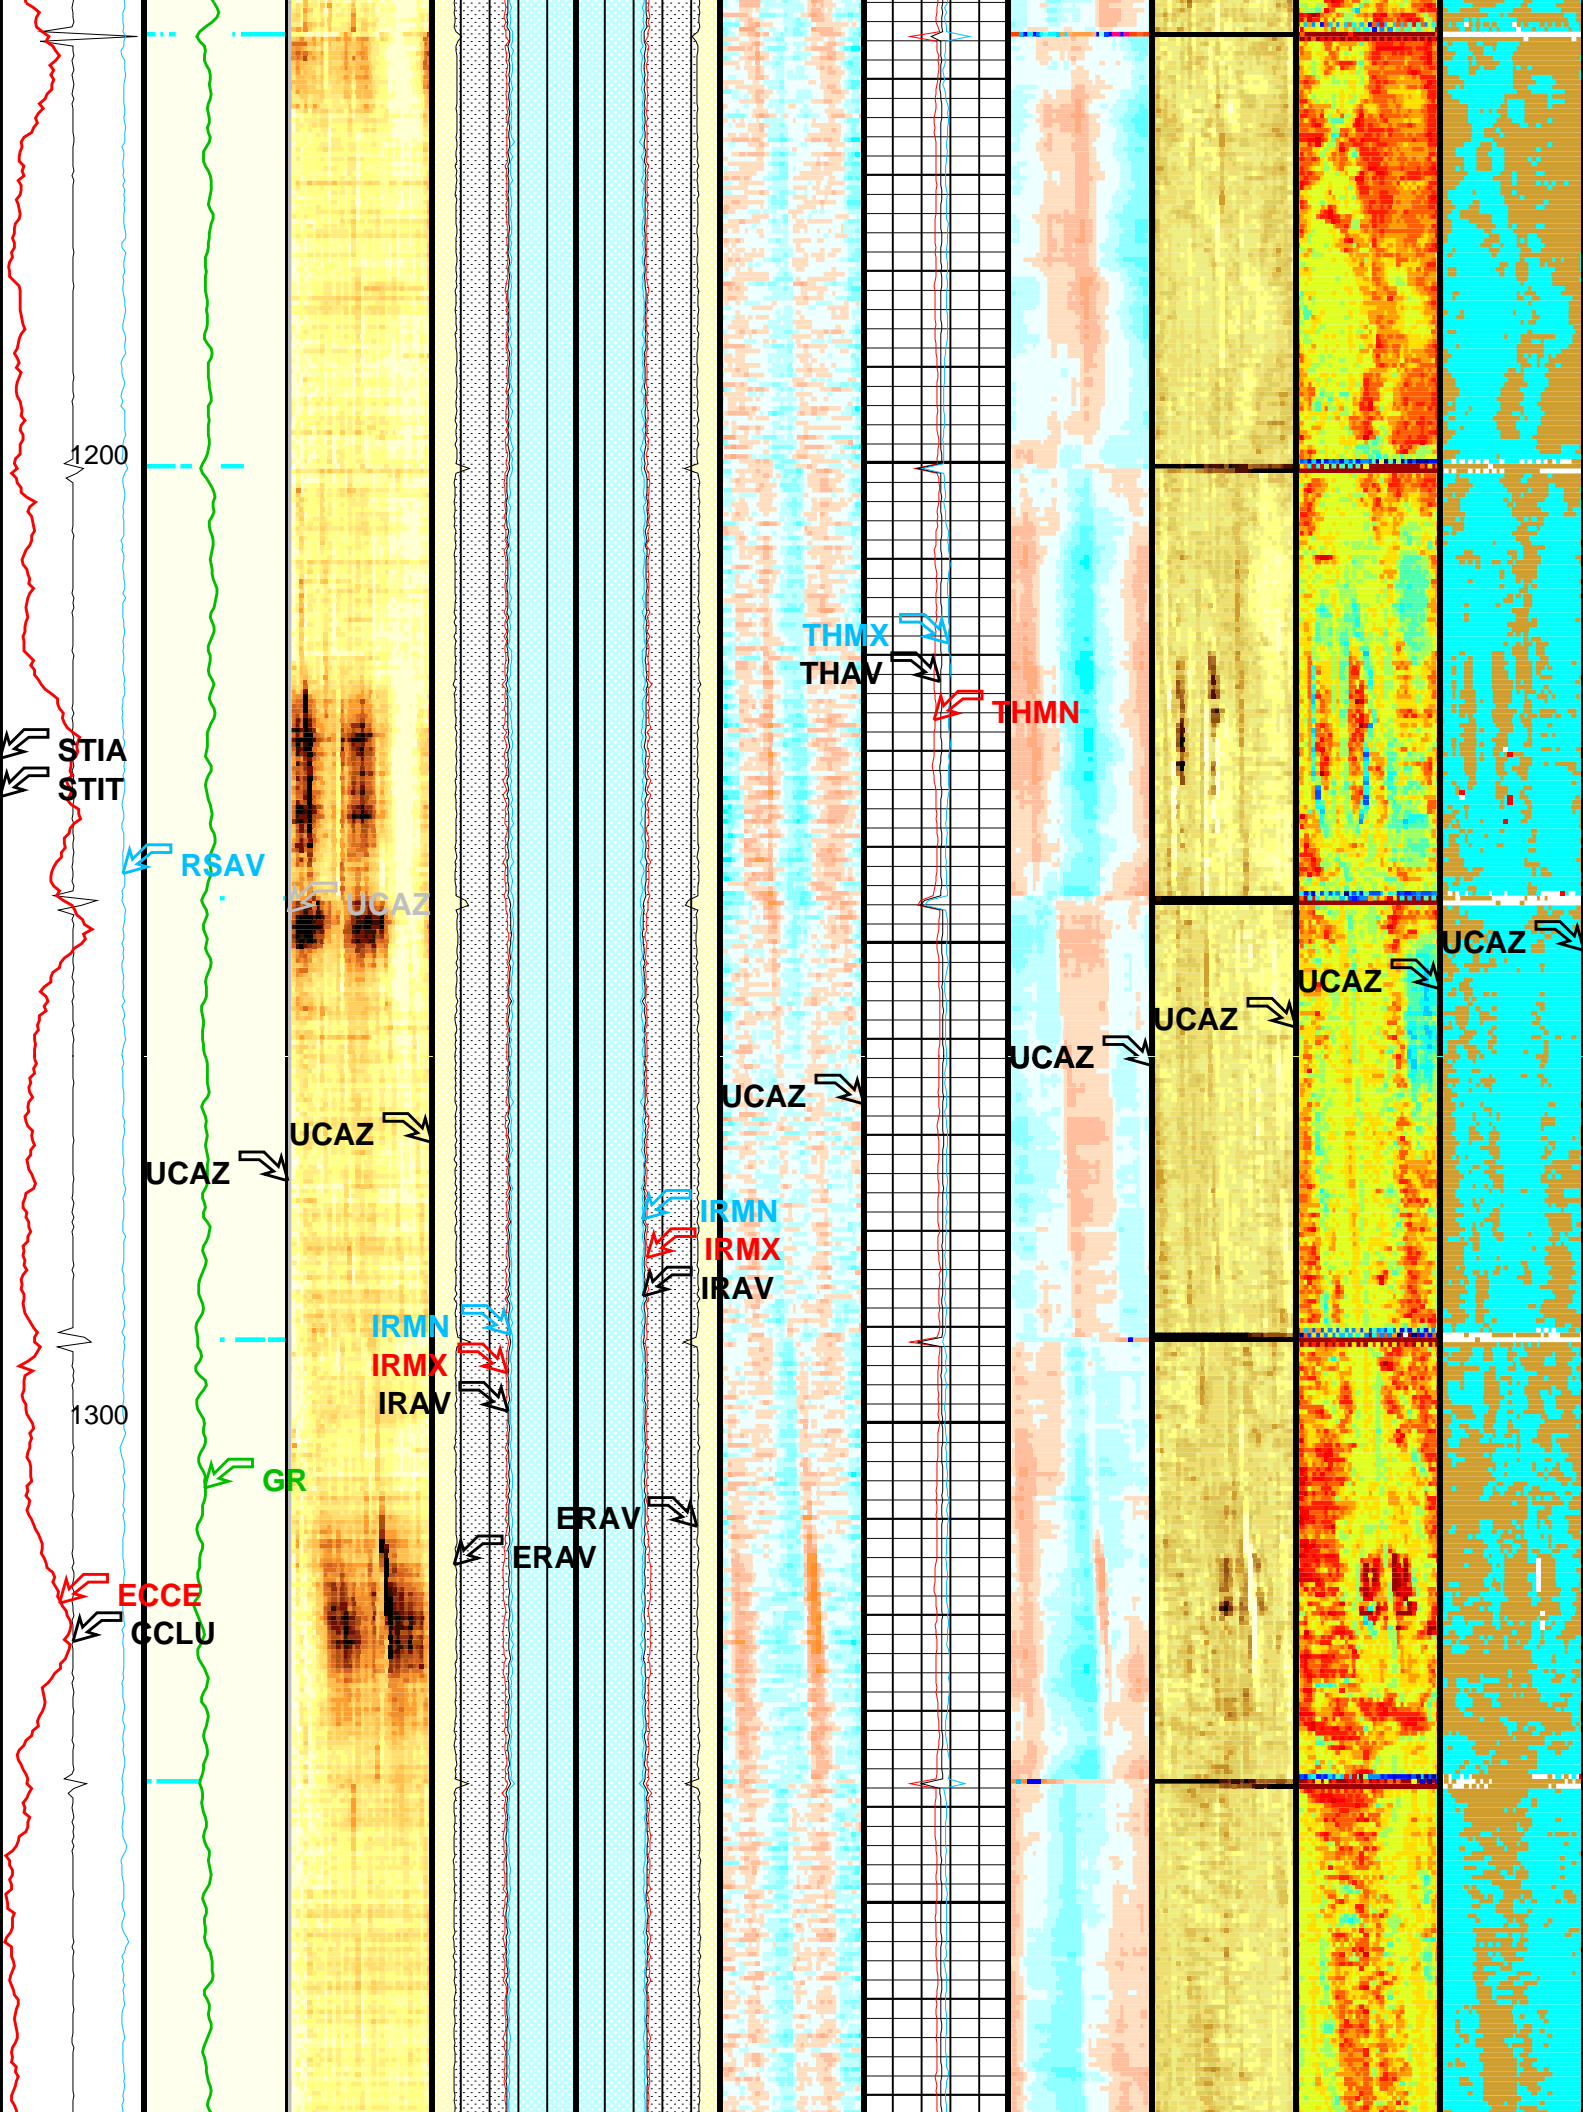 1200
THMX
THAV
THMN
STIA
STIT
RSAV
UCAZ
UCAZ
UCAZ
UCAZ
UCAZ
UCAZ
UCAZ
UCAZ
IRMN
IRMX
IRAV
IRMN
IRMX
IRAV
1300
GR
ERAV
ERAV
ECCE
CCLU